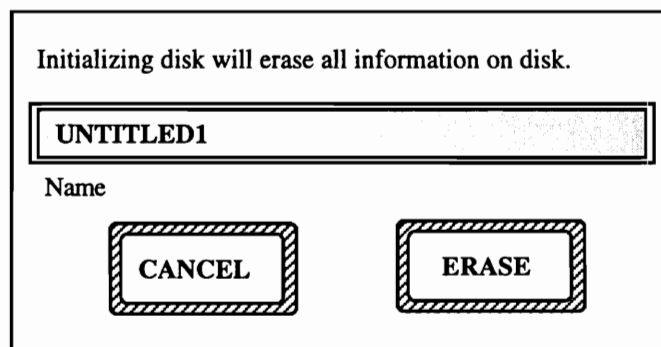 Initializing disk will erase all information on disk.
UNTITLED1
Name
CANCEL ERASE